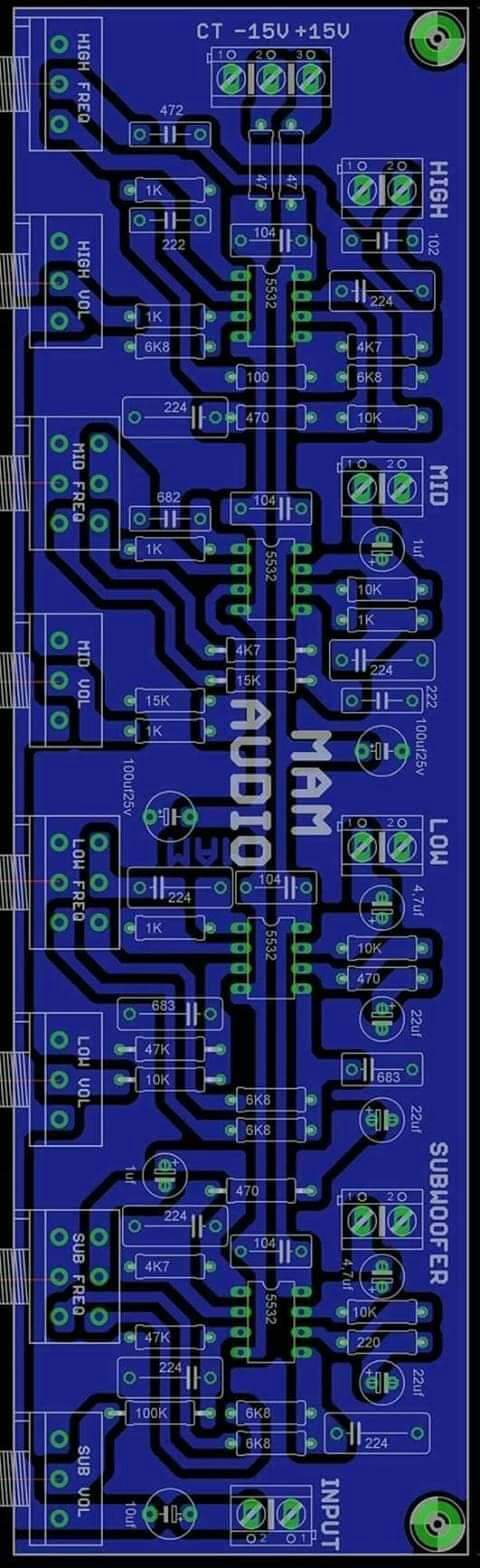 CT -15V +15V
1 2 3
HIGH FREQ
472
47
47
1 2
HIGH
1K
222
104
102
HIGH VOL
5532
224
1K
6K8
4K7
100
6K8
224
470
10K
MID FREQ
1 2
MID
682
104
1K
5532
1uf
10K
1K
MID VOL
4K7
224
15K
15K
222
1K
100uf25v
MAM
AUDIO
100uf25v
MAM
1 2
LOW
LOW FREQ
224
104
4,7uf
1K
5532
10K
470
683
22uf
LOW VOL
47K
10K
683
6K8
22uf
6K8
1uf
470
SUBWOOFER
1 2
224
SUB FREQ
104
4K7
4,7uf
5532
10K
47K
220
224
22uf
100K
6K8
224
6K8
SUB VOL
10uf
INPUT
2 1